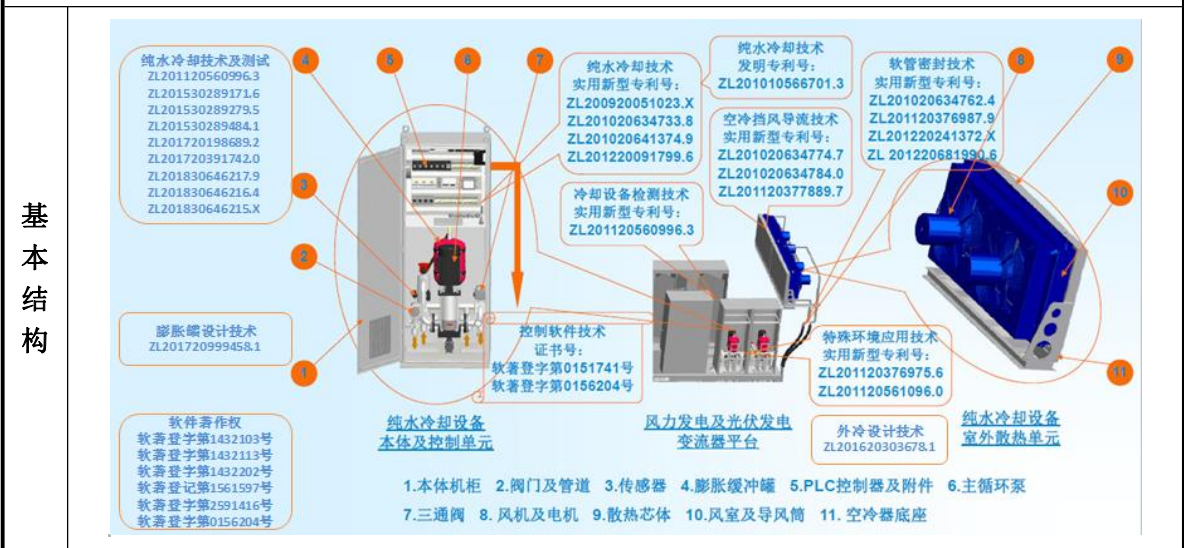 基本结构
纯水冷却技术及测试
ZL201120560996.3
ZL201530289171.6
ZL201530289279.5
ZL201530289484.1
ZL201720198689.2
ZL201720391742.0
ZL201830646217.9
ZL201830646216.4
ZL201830646215.X
4
5
6
7
纯水冷却技术
实用新型专利号：
ZL200920051023.X
ZL201020634733.8
ZL201020641374.9
ZL201220091799.6
纯水冷却技术
发明专利号：
ZL201010566701.3
软管密封技术
实用新型专利号：
ZL201020634762.4
ZL201120376987.9
ZL201220241372.X
ZL 201220681990.6
8
9
空冷挡风导流技术
实用新型专利号：
ZL201020634774.7
ZL201020634784.0
ZL201120377889.7
3
冷却设备检测技术
实用新型专利号：
ZL201120560996.3
10
2
膨胀罐设计技术
ZL201720999458.1
控制软件技术
证书号：
软著登字第0151741号
软著登字第0156204号
特殊环境应用技术
实用新型专利号：
ZL201120376975.6
ZL201120561096.0
1
11
软件著作权
软著登字第1432103号
软著登字第1432113号
软著登字第1432202号
软著登记第1561597号
软著登字第2591416号
软著登字第0156204号
纯水冷却设备
本体及控制单元
风力发电及光伏发电
变流器平台
外冷设计技术
ZL201620303678.1
纯水冷却设备
室外散热单元
1.本体机柜 2.阀门及管道 3.传感器 4.膨胀缓冲罐 5.PLC控制器及附件 6.主循环泵
7.三通阀 8. 风机及电机 9.散热芯体 10.风室及导风筒 11. 空冷器底座